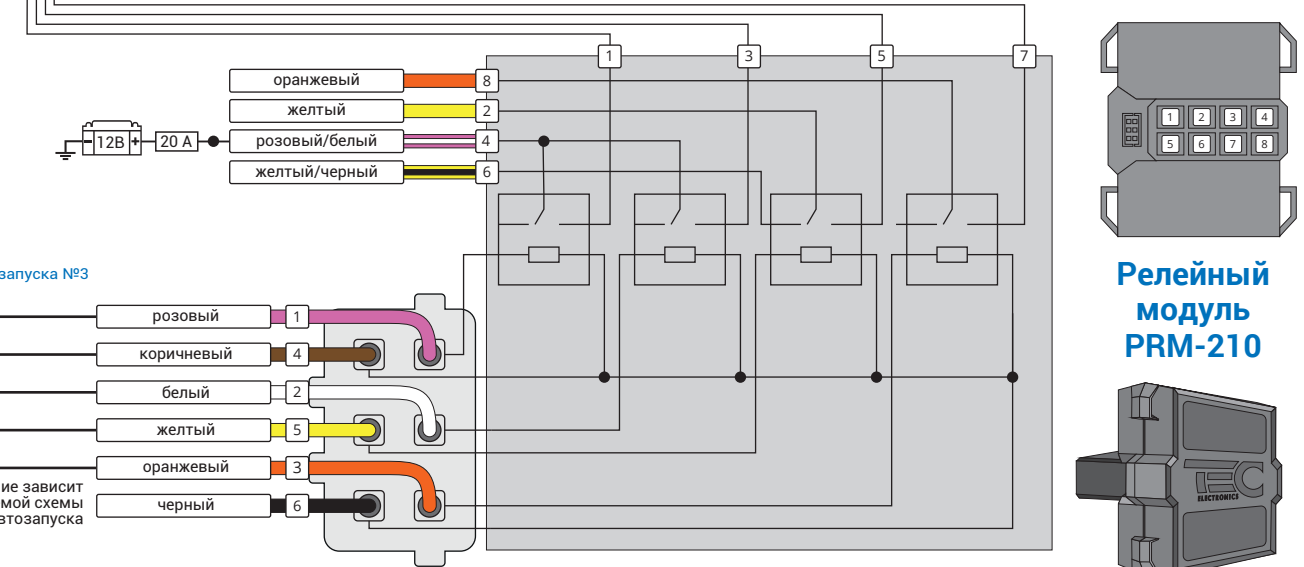 1 3 5 7
оранжевый 8
желтый 2
12В 20 А розовый/белый 4
желтый/черный 6
1 2 3 4
5 6 7 8
запуска №3
розовый 1
коричневый 4
белый 2
желтый 5
оранжевый 3
ие зависит
мой схемы
втозапуска
черный 6
Релейный
модуль
PRM-210
TEC
ELECTRONICS